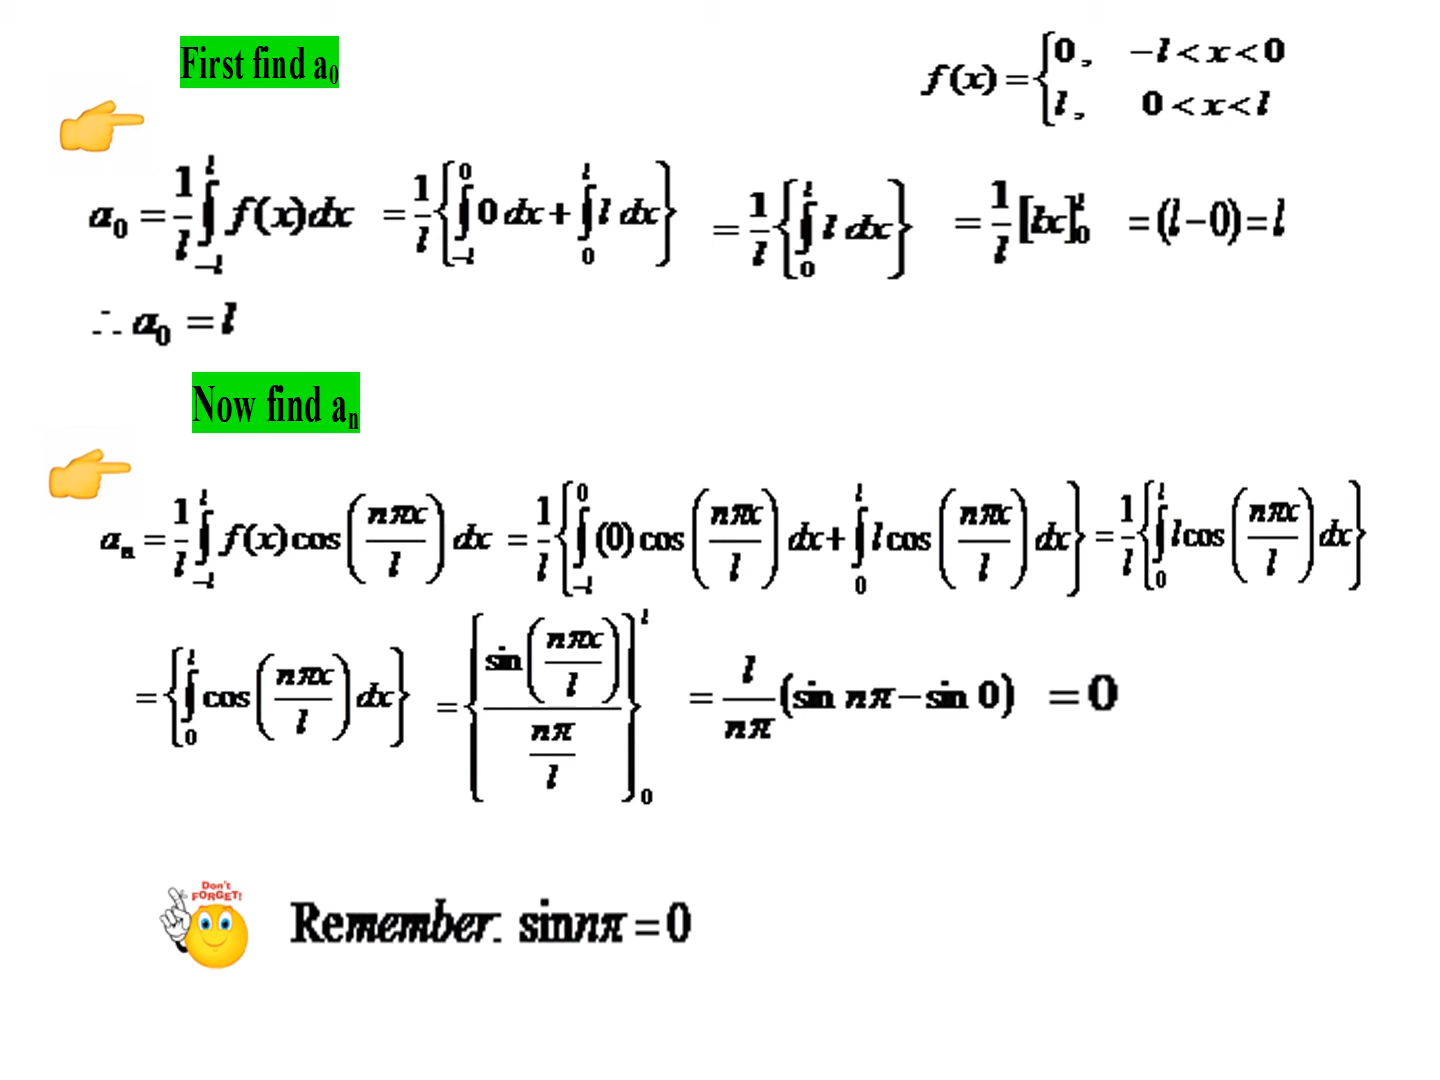 First find a₀
f(x) = {0, -l < x < 0
l, 0 < x < l
a₀ = 1/l ∫_{-l}^{l} f(x)dx = 1/l {∫_{-l}^{0} 0 dx + ∫_{0}^{l} l dx} = 1/l {∫_{0}^{l} l dx} = 1/l [lx]_{0}^{l} = (l-0) = l
∴ a₀ = l
Now find aₙ
aₙ = 1/l ∫_{-l}^{l} f(x) cos(nπx/l) dx = 1/l {∫_{-l}^{0} (0) cos(nπx/l) dx + ∫_{0}^{l} l cos(nπx/l) dx} = 1/l {∫_{0}^{l} l cos(nπx/l) dx}
= {∫_{0}^{l} cos(nπx/l) dx} = {sin(nπx/l) / (nπ/l)}_{0}^{l} = l/nπ (sin nπ - sin 0) = 0
Don't
FORGET!
Remember. sin nπ = 0